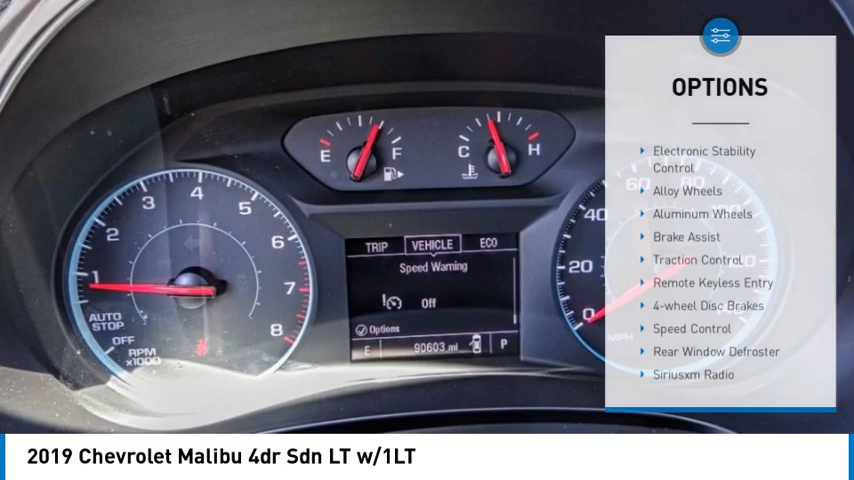 OPTIONS
Electronic Stability
Control
Alloy Wheels
Aluminum Wheels
Brake Assist
Traction Control
Remote Keyless Entry
4-wheel Disc Brakes
Speed Control
Rear Window Defroster
Siriusxm Radio
E F
C H
1 2 3 4 5 6 7 8
AUTO
STOP
OFF
RPM
x1000
TRIP VEHICLE ECO
Speed Warning
Off
Options
E 90603 mi P
0 20 40 60 80
MPH
2019 Chevrolet Malibu 4dr Sdn LT w/1LT